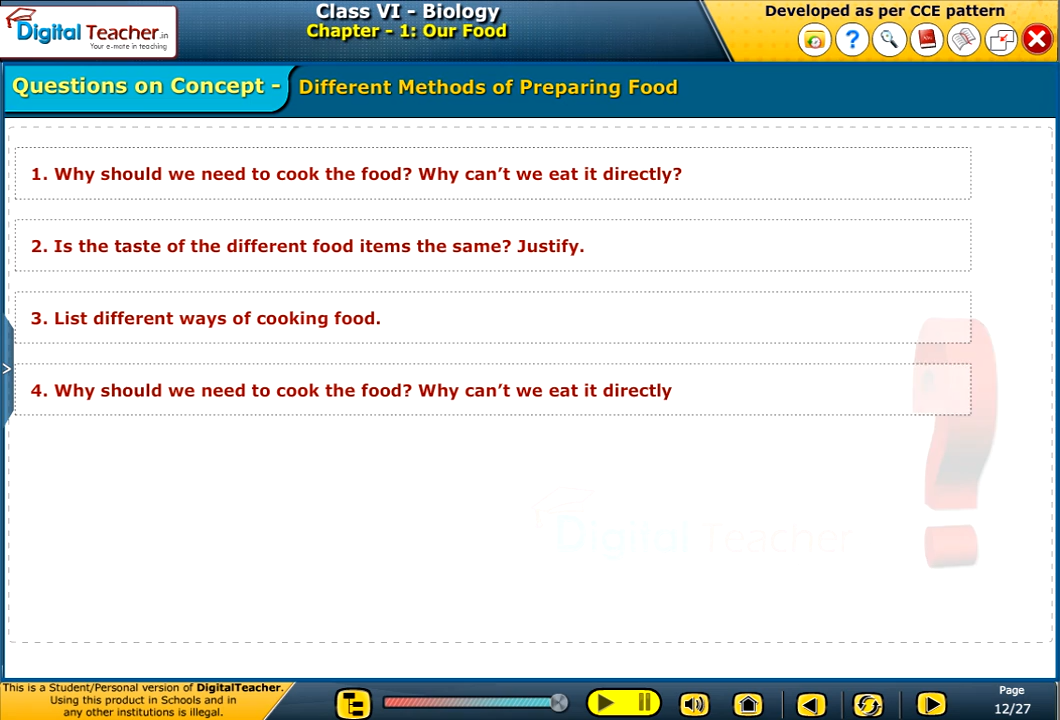 Digital Teacher.in
Your e-mate in teaching
Class VI - Biology
Chapter - 1: Our Food
Developed as per CCE pattern
Questions on Concept -
Different Methods of Preparing Food
1. Why should we need to cook the food? Why can’t we eat it directly?
2. Is the taste of the different food items the same? Justify.
3. List different ways of cooking food.
4. Why should we need to cook the food? Why can’t we eat it directly
Digital Teacher
This is a Student/Personal version of DigitalTeacher.
Using this product in Schools and in
any other institutions is illegal.
Page
12/27